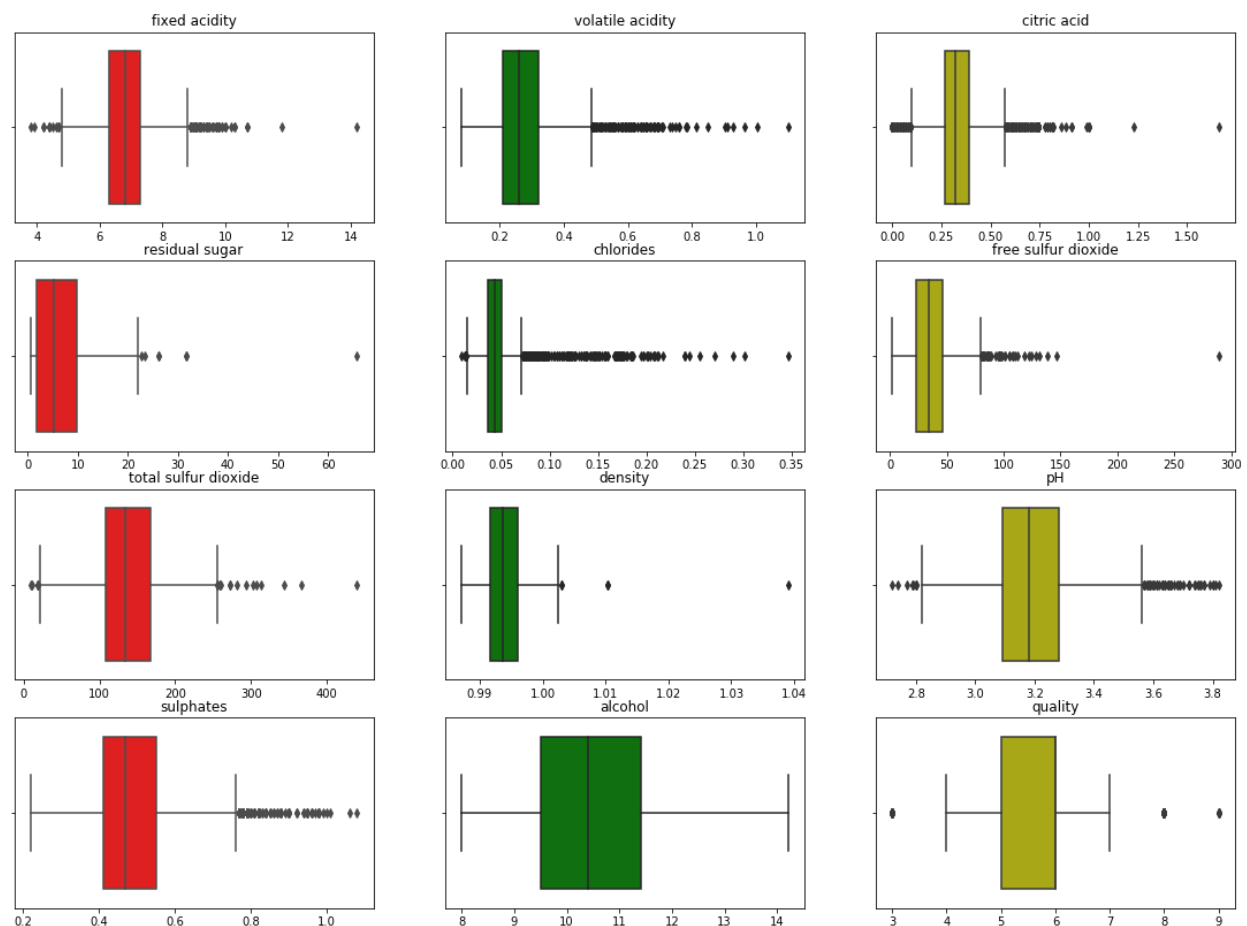 fixed acidity volatile acidity citric acid
4 6 8 10 12 14 0.2 0.4 0.6 0.8 1.0 0.00 0.25 0.50 0.75 1.00 1.25 1.50
residual sugar chlorides free sulfur dioxide
0 10 20 30 40 50 60 0.00 0.05 0.10 0.15 0.20 0.25 0.30 0.35 0 50 100 150 200 250 300
total sulfur dioxide density pH
0 100 200 300 400 0.99 1.00 1.01 1.02 1.03 1.04 2.8 3.0 3.2 3.4 3.6 3.8
sulphates alcohol quality
0.2 0.4 0.6 0.8 1.0 8 9 10 11 12 13 14 3 4 5 6 7 8 9